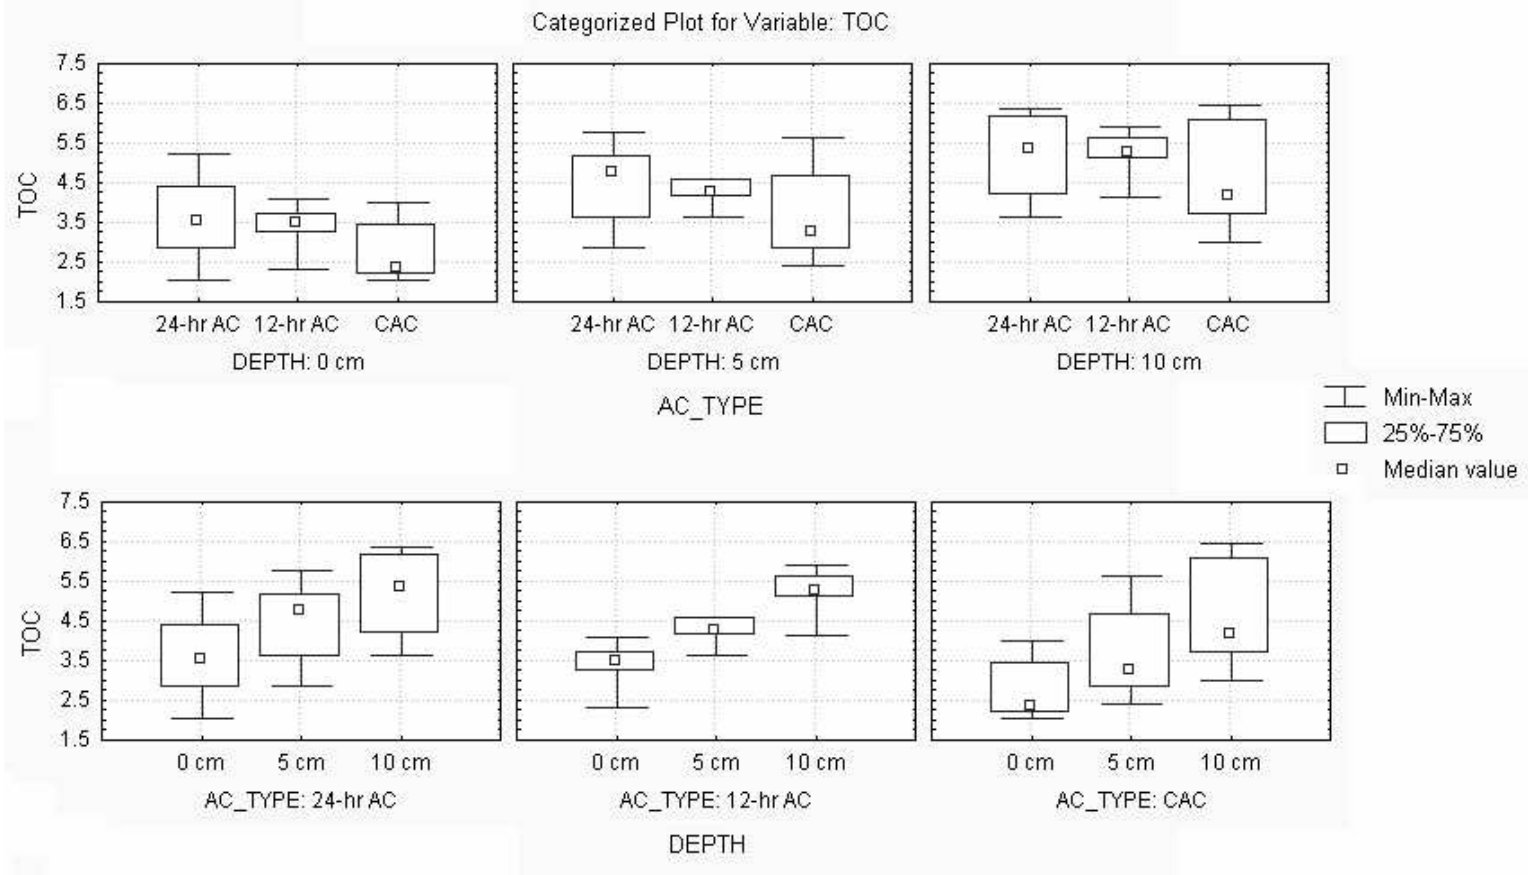 Categorized Plot for Variable: TOC
7.5
6.5
5.5
4.5
3.5
2.5
1.5
TOC
24-hr AC 12-hr AC CAC
DEPTH: 0 cm
24-hr AC 12-hr AC CAC
DEPTH: 5 cm
24-hr AC 12-hr AC CAC
DEPTH: 10 cm
AC_TYPE
Min-Max
25%-75%
Median value
7.5
6.5
5.5
4.5
3.5
2.5
1.5
TOC
0 cm 5 cm 10 cm
AC_TYPE: 24-hr AC
0 cm 5 cm 10 cm
AC_TYPE: 12-hr AC
0 cm 5 cm 10 cm
AC_TYPE: CAC
DEPTH